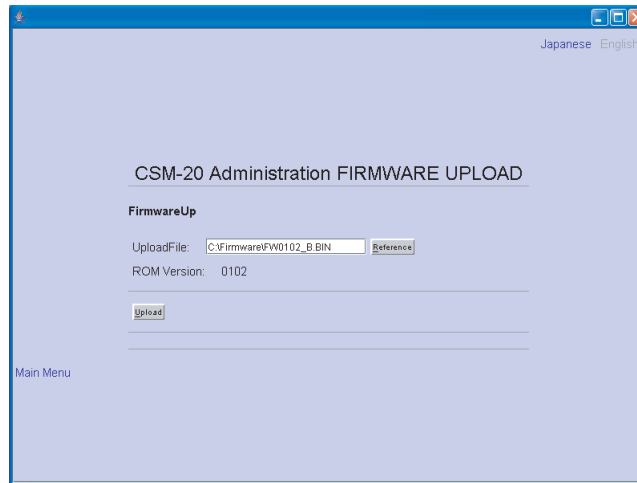 Japanese English
CSM-20 Administration FIRMWARE UPLOAD
FirmwareUp
UploadFile: C:\Firmware\FW0102_B.BIN Reference
ROM Version: 0102
Upload
Main Menu